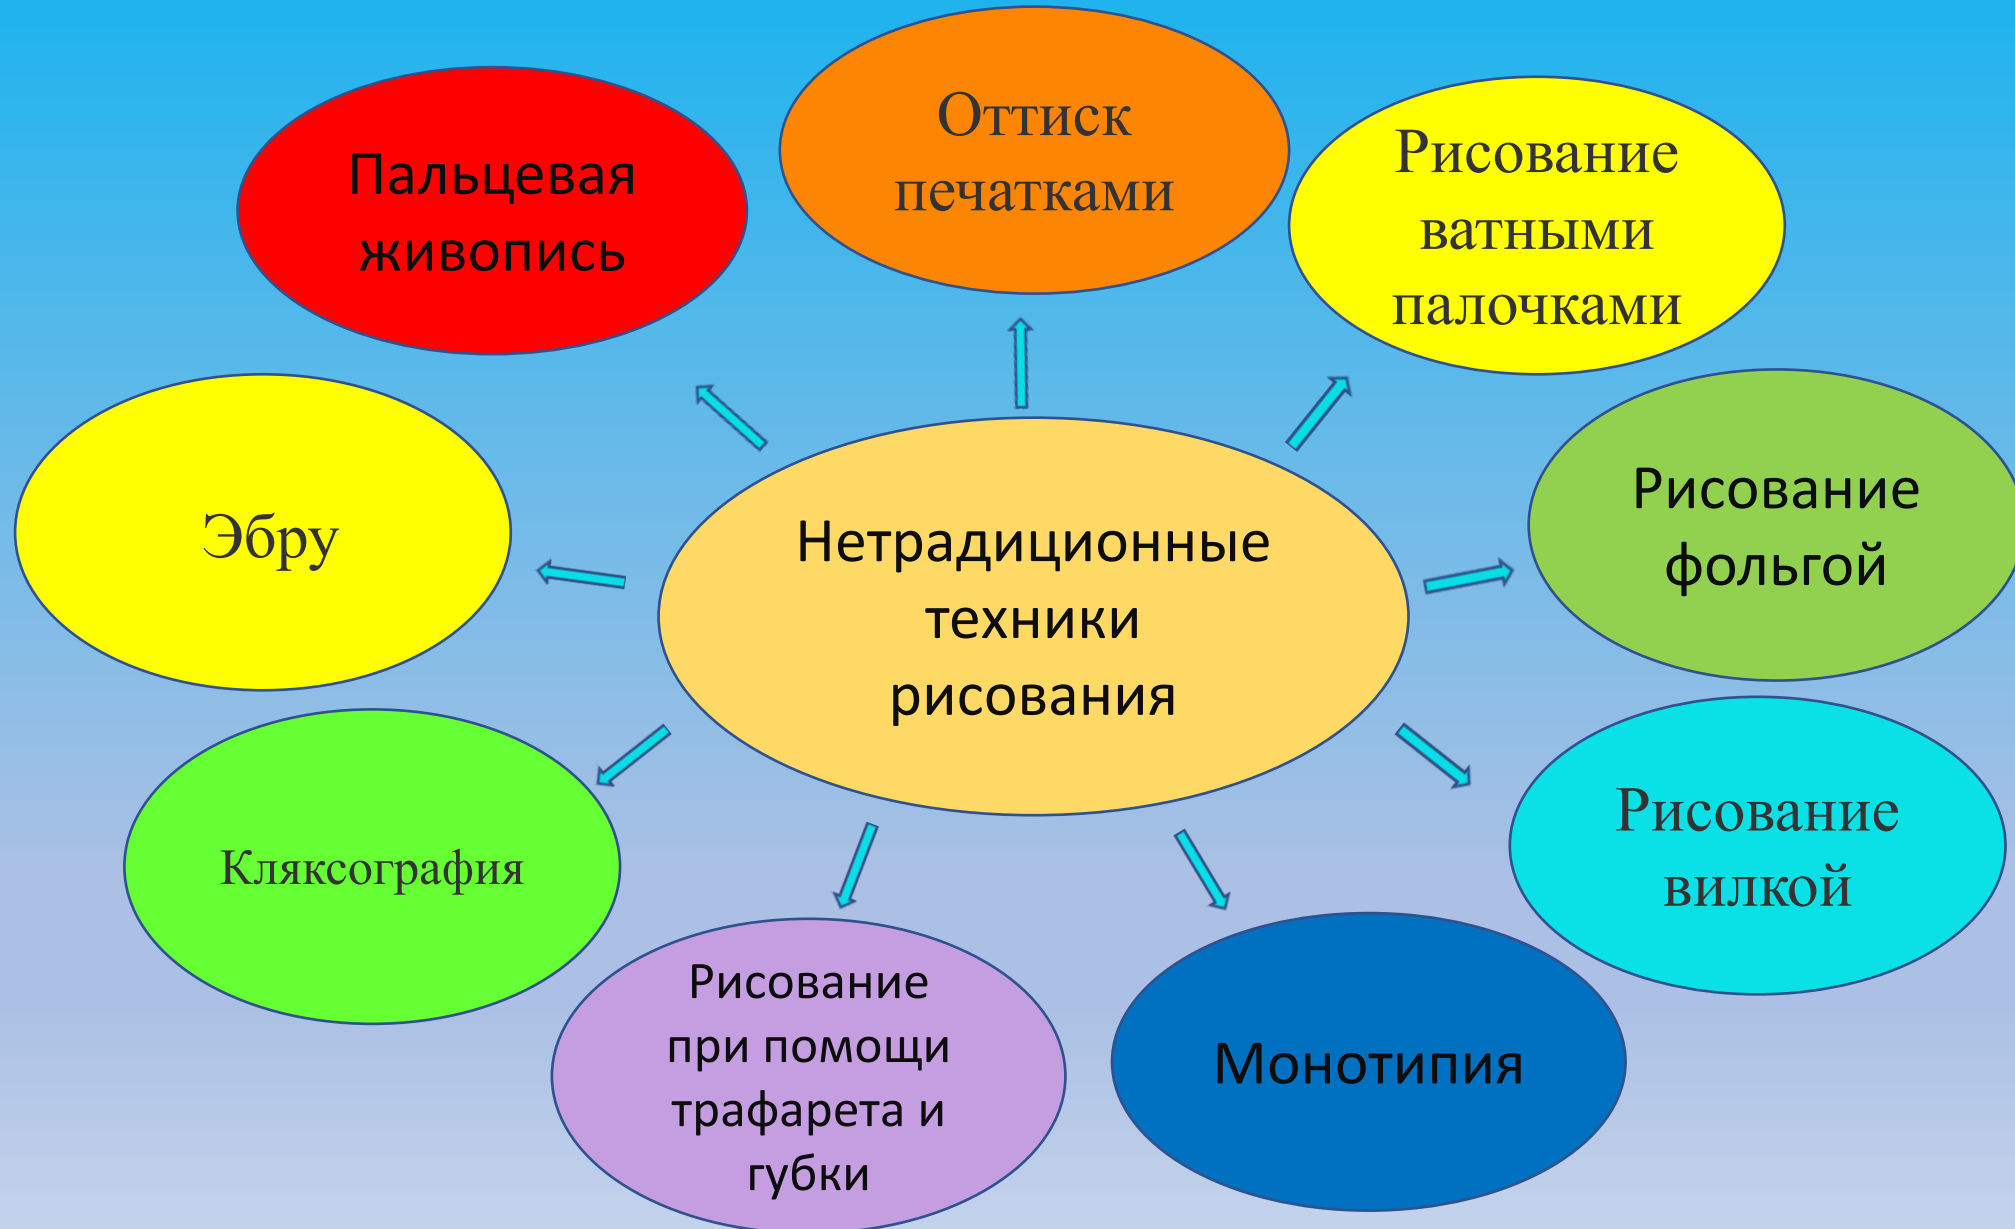 Оттиск
печатками
Пальцевая
живопись
Рисование
ватными
палочками
Эбру
Нетрадиционные
техники
рисования
Рисование
фольгой
Кляксография
Рисование
вилкой
Рисование
при помощи
трафарета и
губки
Монотипия